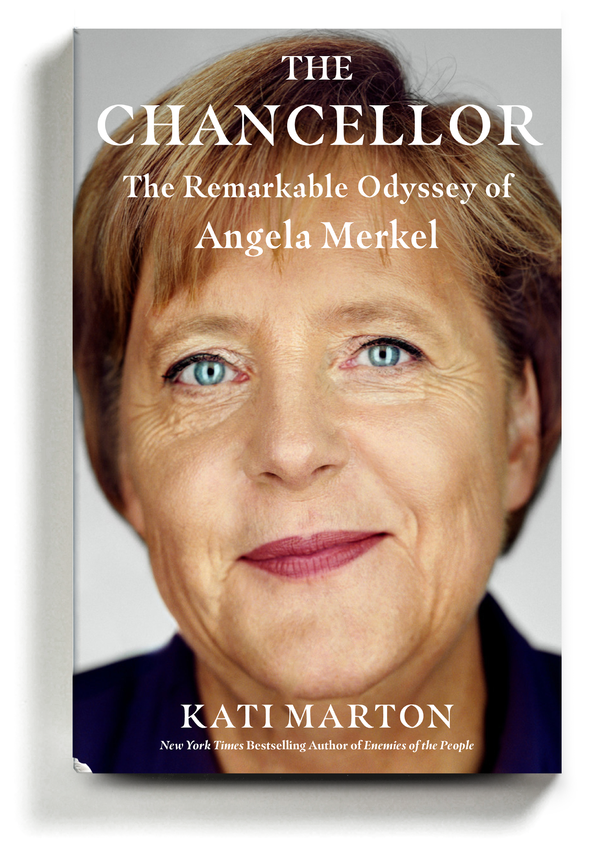 THE
CHANCELLOR
The Remarkable Odyssey of
Angela Merkel
KATI MARTON
New York Times Bestselling Author of Enemies of the People